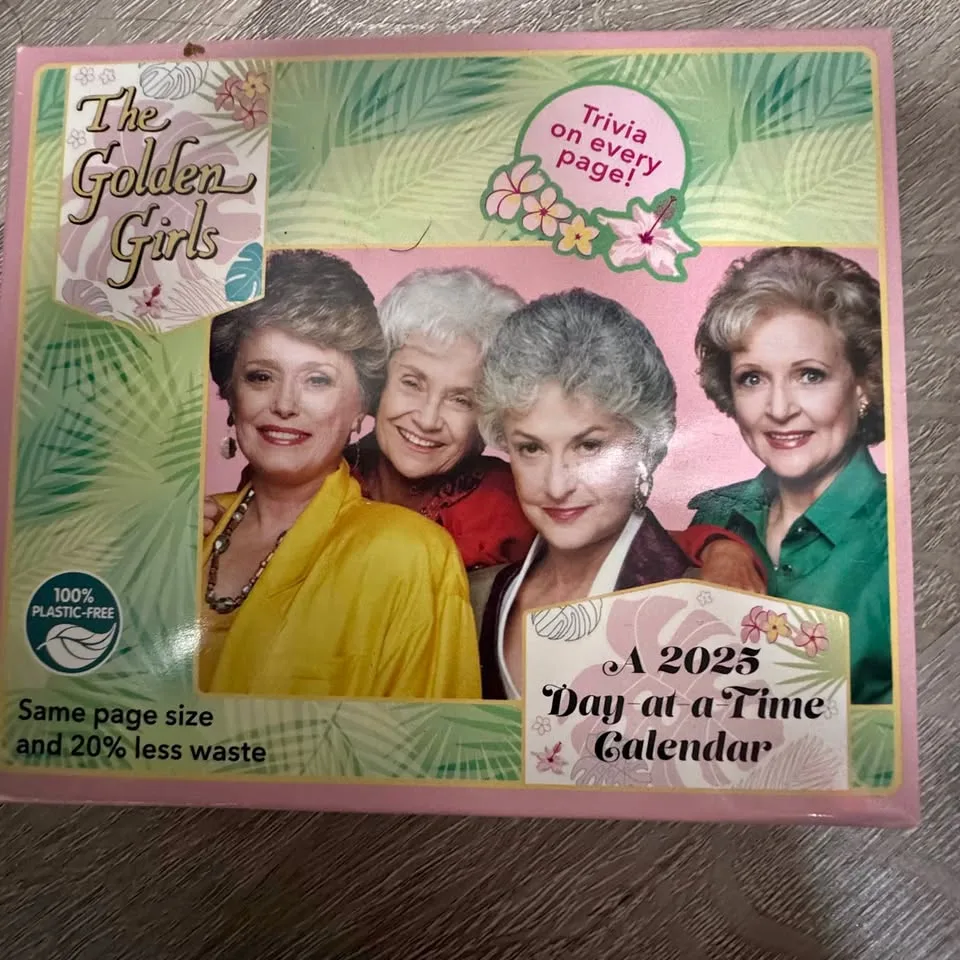 The
Golden
Girls
Trivia
on every
page!
100%
PLASTIC-FREE
Same page size
and 20% less waste
A 2025
Day-at-a-Time
Calendar